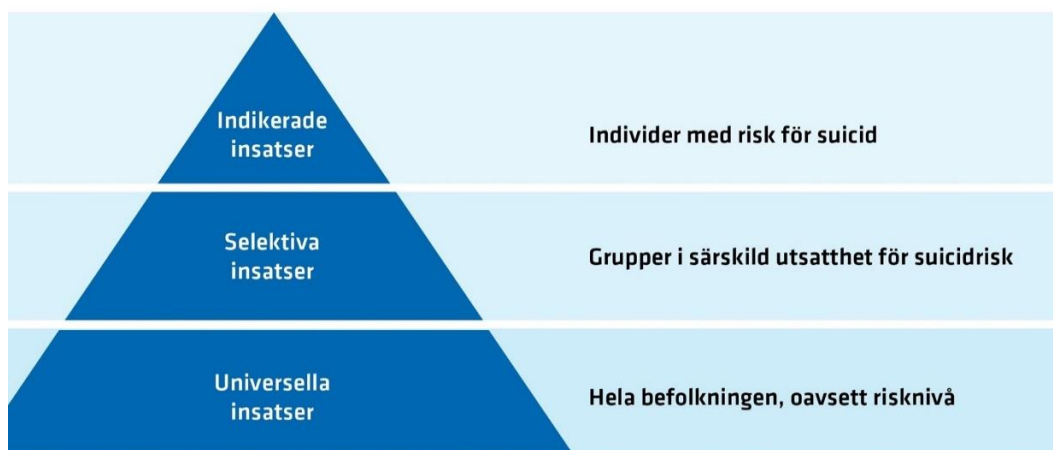 Indikerade
insatser
Individer med risk för suicid
Selektiva
insatser
Grupper i särskild utsatthet för suicidrisk
Universella
insatser
Hela befolkningen, oavsett risknivå